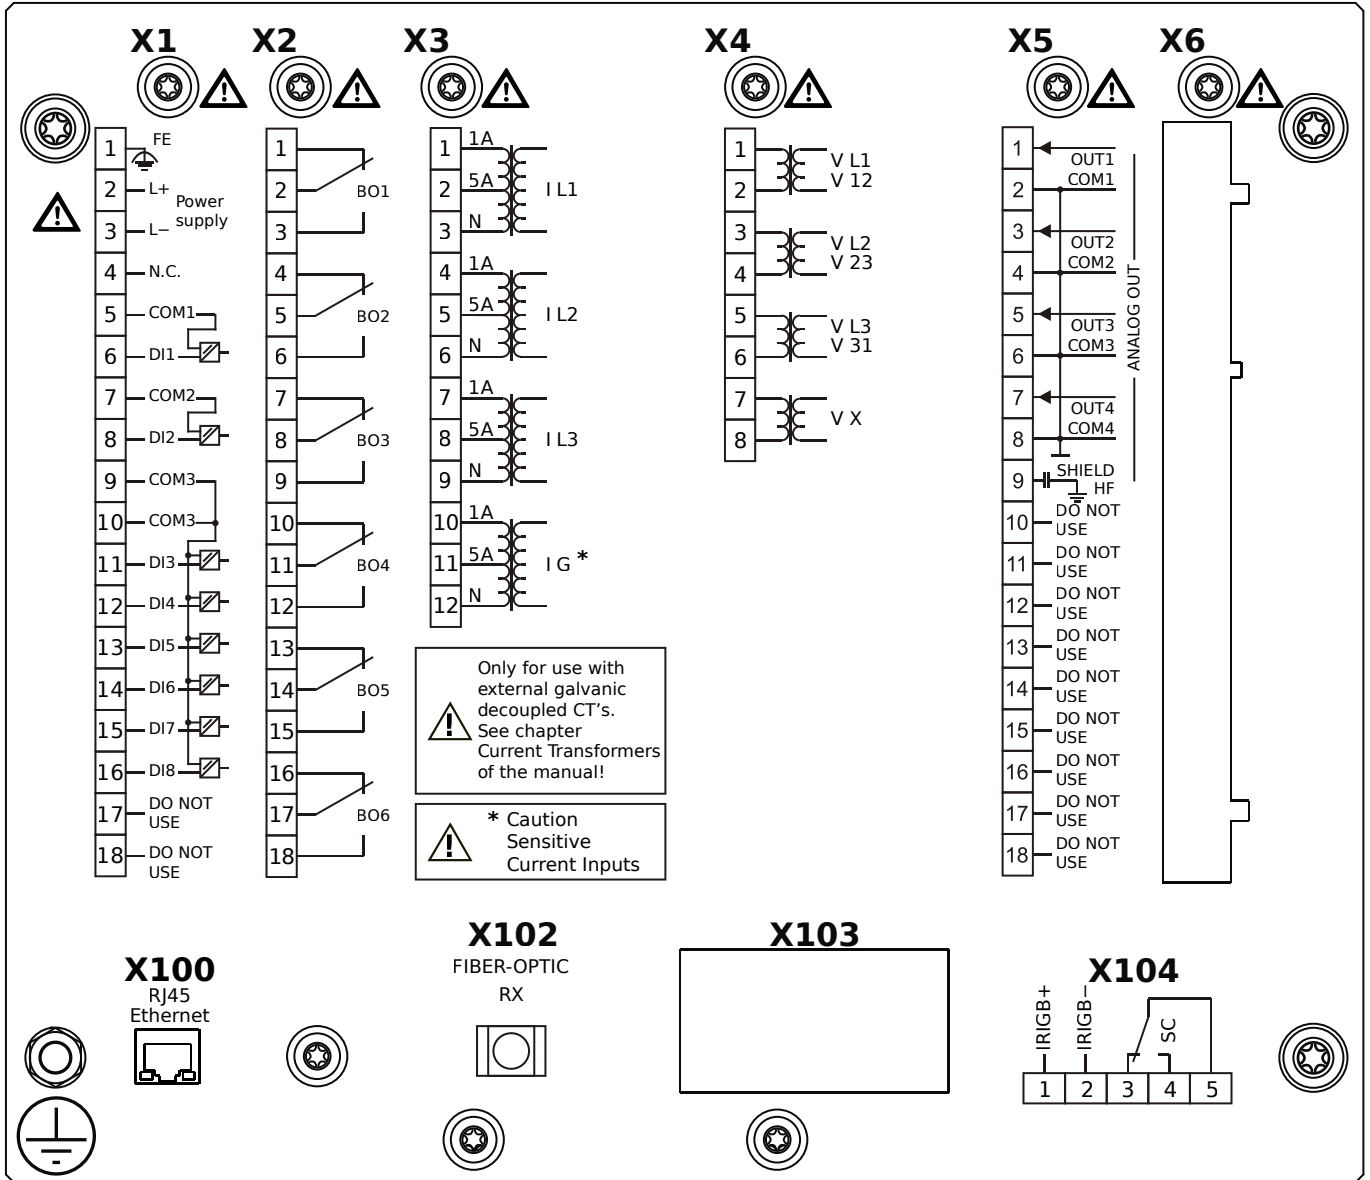 X1
1 FE
2 L+
Power
supply
3 L−
4 N.C.
5 COM1
6 DI1
7 COM2
8 DI2
9 COM3
10 COM3
11 DI3
12 DI4
13 DI5
14 DI6
15 DI7
16 DI8
17 DO NOT
USE
18 DO NOT
USE
X2
1
2 BO1
3
4
5 BO2
6
7
8 BO3
9
10
11 BO4
12
13
14 BO5
15
16
17 BO6
18
X3
1 1A
2 5A I L1
3 N
4 1A
5 5A I L2
6 N
7 1A
8 5A I L3
9 N
10 1A
11 5A I G *
12 N
Only for use with
external galvanic
decoupled CT's.
See chapter
Current Transformers
of the manual!
* Caution
Sensitive
Current Inputs
X4
1 V L1
2 V 12
3 V L2
4 V 23
5 V L3
6 V 31
7
V X
8
X5
1 OUT1
2 COM1
3 OUT2
4 COM2
5 OUT3
6 COM3
7 OUT4
8 COM4
ANALOG OUT
9 SHIELD
HF
10 DO NOT
USE
11 DO NOT
USE
12 DO NOT
USE
13 DO NOT
USE
14 DO NOT
USE
15 DO NOT
USE
16 DO NOT
USE
17 DO NOT
USE
18 DO NOT
USE
X6
X100
RJ45
Ethernet
X102
FIBER-OPTIC
RX
X103
X104
IRIGB+
IRIGB−
SC
1 2 3 4 5